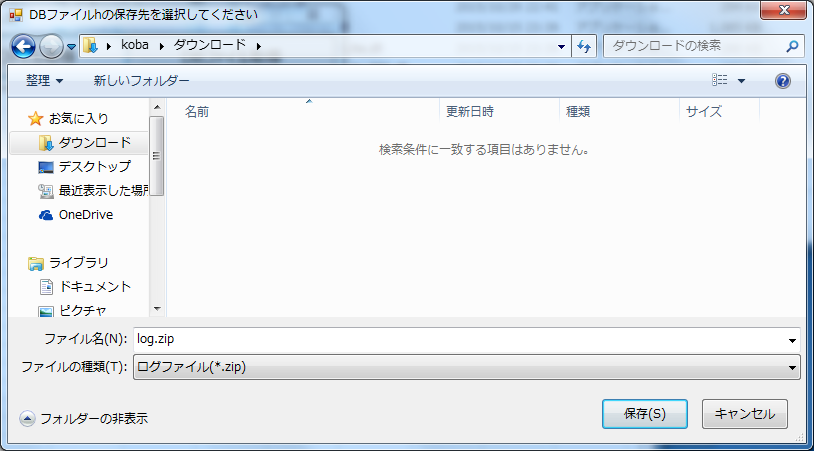 DBファイルhの保存先を選択してください
koba ダウンロード
ダウンロードの検索
整理 新しいフォルダー
名前 更新日時 種類 サイズ
お気に入り
ダウンロード
デスクトップ
最近表示した場所
OneDrive
ライブラリ
ドキュメント
ピクチャ
検索条件に一致する項目はありません。
ファイル名(N): log.zip
ファイルの種類(T): ログファイル(*.zip)
フォルダーの非表示
保存(S) キャンセル